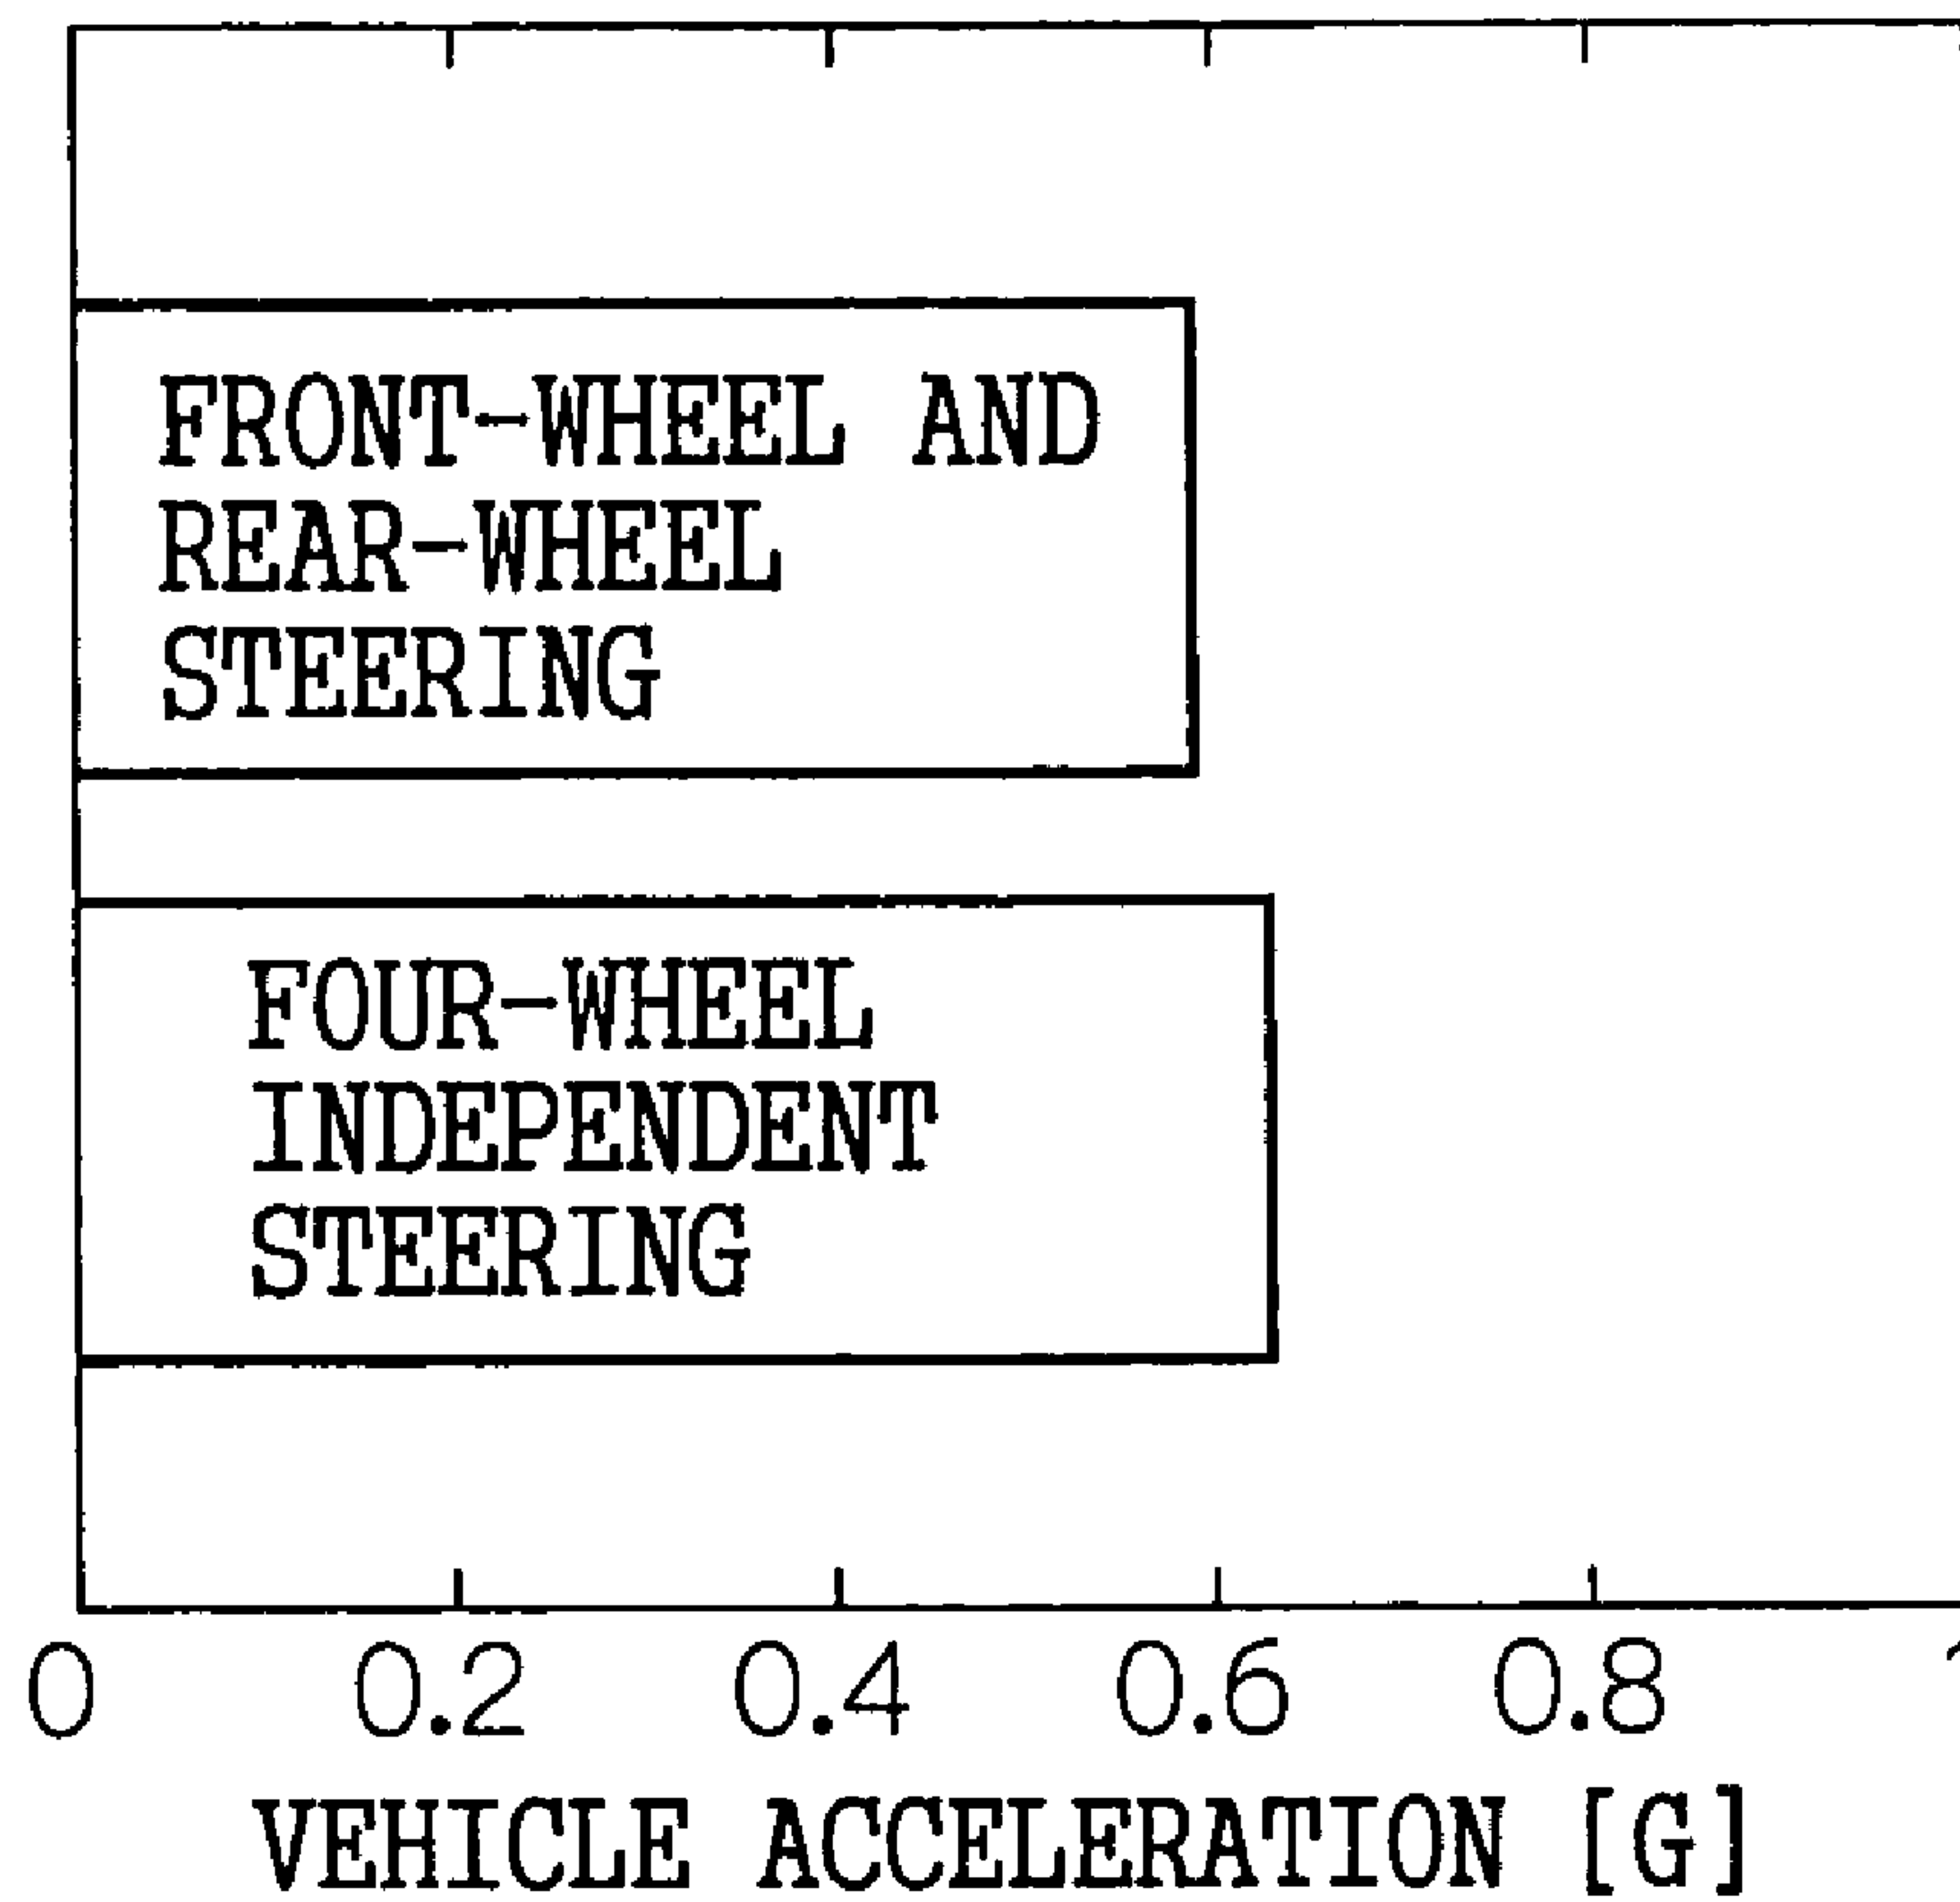 FRONT-WHEEL AND
REAR-WHEEL
STEERING
FOUR-WHEEL
INDEPENDENT
STEERING
0 0.2 0.4 0.6 0.8
VEHICLE ACCELERATION [G]